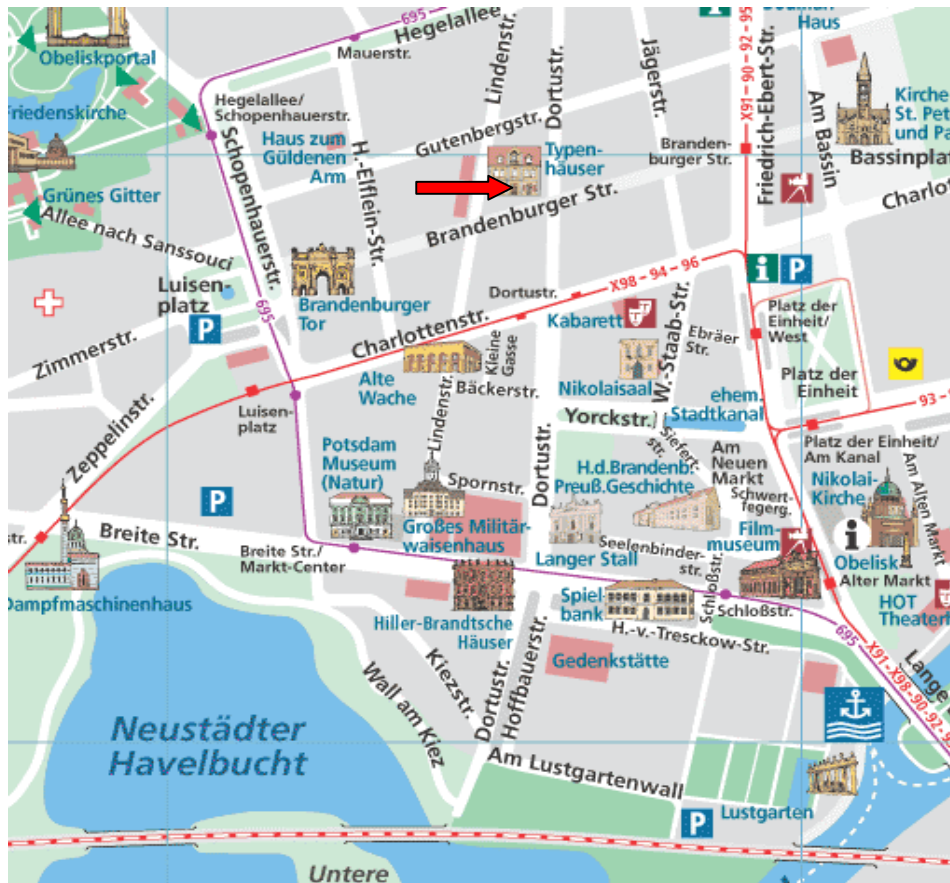 695
Hegelallee
Mauerstr.
Obeliskportal
Friedenskirche
Hegelallee/
Schopenhauerstr.
Haus zum
Güldenen
Arm
Schopenhauerstr.
H.-Elflein-Str.
Gutenbergstr.
Lindenstr.
Dortustr.
Jägerstr.
Typen-
häuser
Branden-
burger Str.
X91-90-92-95
Friedrich-Ebert-Str.
Haus
Am Bassin
Kirche
St. Pet
und Pa
Bassinplat
Charlot
Grünes Gitter
Allee nach Sanssouci
Brandenburger Str.
Luisen-
platz
P
695
Brandenburger
Tor
Zimmerstr.
Charlottenstr.
X98-94-96
Dortustr.
Kabarett
W.-Staab-Str.
Ebräer
Str.
i P
Platz der
Einheit/
West
Platz der
Einheit
Alte
Wache
Kleine
Gasse
Bäckerstr.
Nikolaisaal
ehem.
Stadtkanal
93-9
Zeppelinstr.
Luisen-
platz
Lindenstr.
Yorckstr.
Siefert-
str.
Am
Neuen
Markt
Platz der Einheit/
Am Kanal
Am Alten Markt
Potsdam
Museum
(Natur)
Spornstr.
Dortustr.
H.d.Brandenb.
Preuß.Geschichte
Schwert-
fegerg.
Nikolai-
Kirche
P
Breite Str.
Großes Militär-
waisenhaus
Langer Stall
Seelenbinder-
str.
Film-
museum
i
Obelisk
Alter Markt
str.
Breite Str./
Markt-Center
Dampfmaschinenhaus
Hiller-Brandtsche
Häuser
Spiel-
bank
Schloßstr.
Schloßstr.
HOT
Theater
H.-v.-Tresckow-Str.
695
X91-X98-90-92-9
Lange
Gedenkstätte
Kiezstr.
Dortustr.
Hoffbauerstr.
Wall am Kiez
Neustädter
Havelbucht
Am Lustgartenwall
P
Lustgarten
Untere